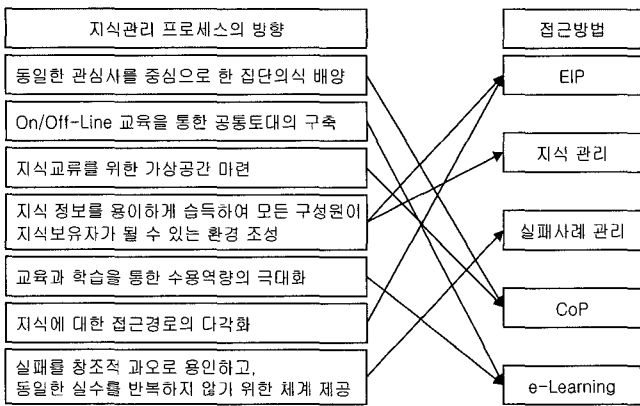 지식관리 프로세스의 방향
접근방법
동일한 관심사를 중심으로 한 집단의식 배양
EIP
On/Off-Line 교육을 통한 공통토대의 구축
지식 관리
지식교류를 위한 가상공간 마련
지식 정보를 용이하게 습득하여 모든 구성원이
지식보유자가 될 수 있는 환경 조성
실패사례 관리
교육과 학습을 통한 수용역량의 극대화
지식에 대한 접근경로의 다각화
CoP
실패를 창조적 과오로 용인하고,
동일한 실수를 반복하지 않기 위한 체계 제공
e-Learning